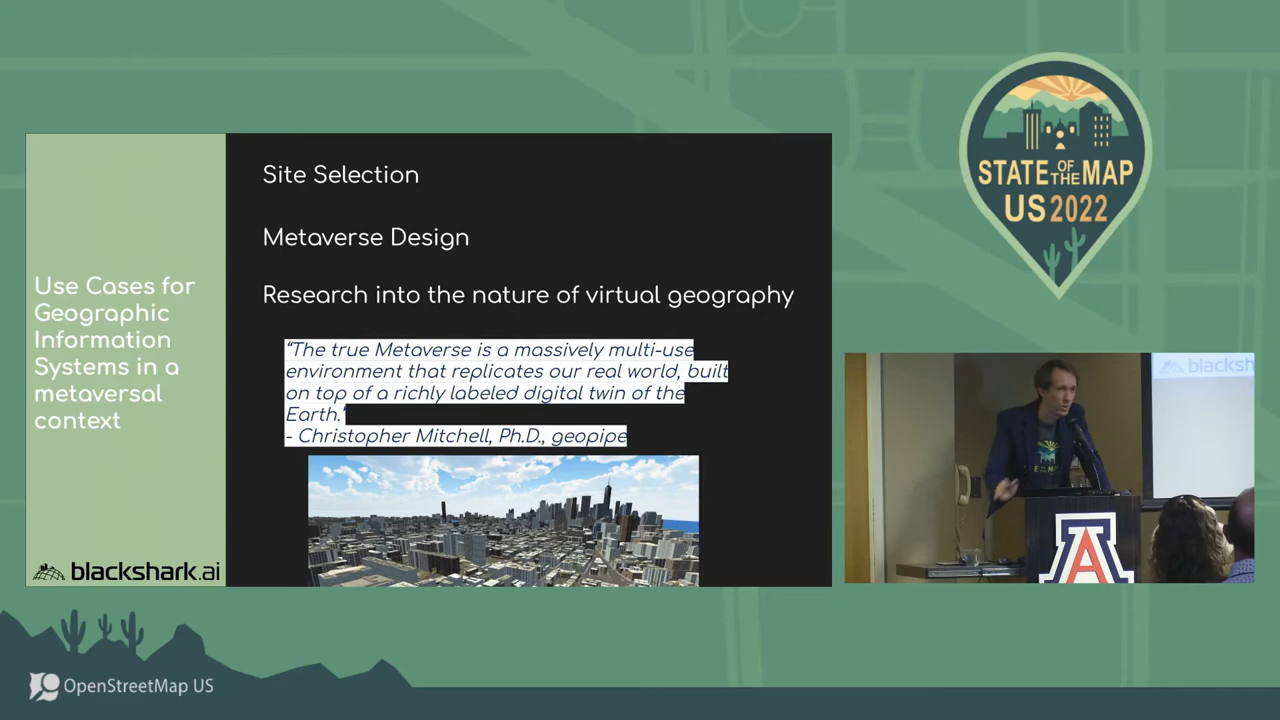 Use Cases for
Geographic
Information
Systems in a
metaversal
context
blackshark.ai
Site Selection
Metaverse Design
Research into the nature of virtual geography
“The true Metaverse is a massively multi-use
environment that replicates our real world, built
on top of a richly labeled digital twin of the
Earth.”
- Christopher Mitchell, Ph.D., geopipe
STATE OF THE MAP
US 2022
blacksh
A
OpenStreetMap US